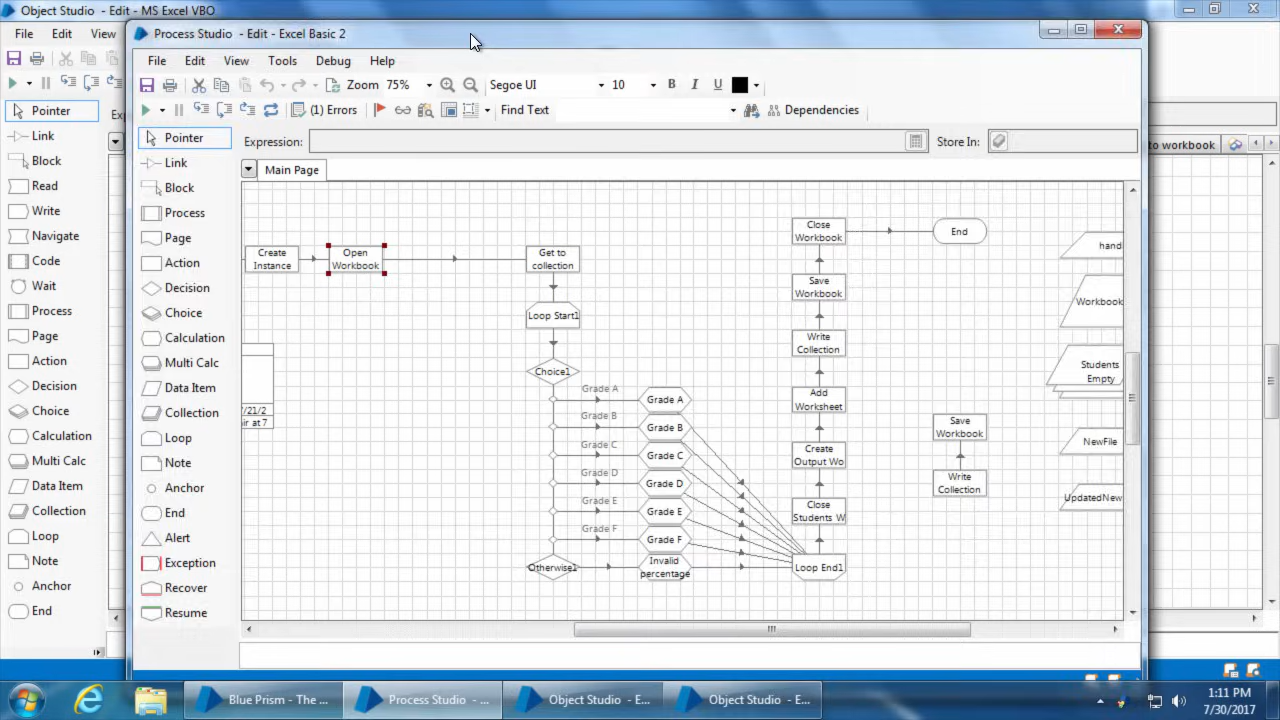 Object Studio - Edit - MS Excel VBO
File Edit View
Pointer
Link
Block
Read
Write
Navigate
Code
Wait
Process
Page
Action
Decision
Choice
Calculation
Multi Calc
Data Item
Collection
Loop
Note
Anchor
End
Process Studio - Edit - Excel Basic 2
File Edit View Tools Debug Help
Zoom 75% Segoe UI 10 B I U
(1) Errors Find Text Dependencies
Expression: Store In:
Main Page
to workbook
Pointer
Link
Block
Process
Page
Action
Decision
Choice
Calculation
Multi Calc
Data Item
Collection
Loop
Note
Anchor
End
Alert
Exception
Recover
Resume
Create
Instance
Open
Workbook
Get to
collection
Loop Start1
Choice1
Grade A
Grade B
Grade C
Grade D
Grade E
Grade F
Otherwise1
Grade A
Grade B
Grade C
Grade D
Grade E
Grade F
Invalid
percentage
Close
Workbook
Save
Workbook
Write
Collection
Add
Worksheet
Create
Output Wo
Close
Students W
Loop End1
End
Save
Workbook
Write
Collection
hand
Workbook
Students
Empty
NewFile
UpdatedNew
/21/2
ir at 7
Blue Prism - The ...
Process Studio - ...
Object Studio - E...
Object Studio - E...
1:11 PM
7/30/2017